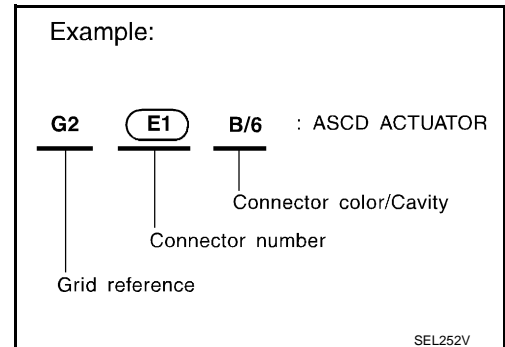 Example:
G2 E1 B/6 : ASCD ACTUATOR
Connector color/Cavity
Connector number
Grid reference
SEL252V